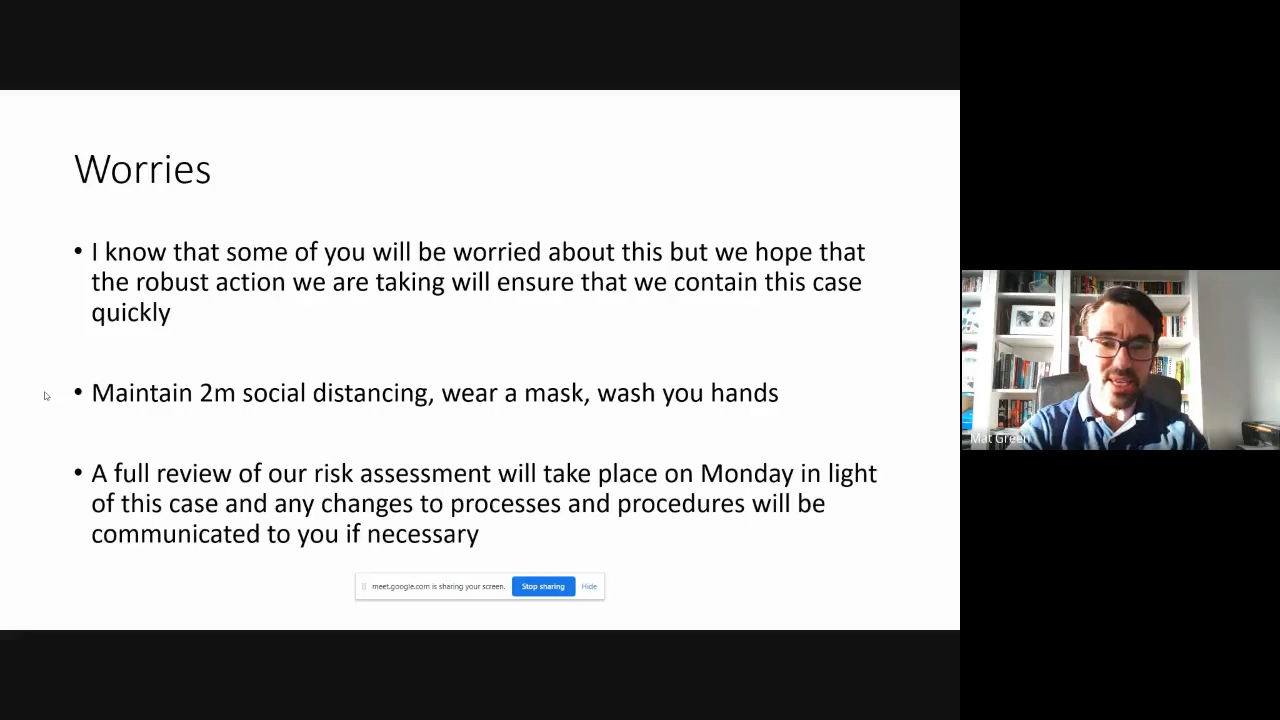 Worries
• I know that some of you will be worried about this but we hope that
the robust action we are taking will ensure that we contain this case
quickly
• Maintain 2m social distancing, wear a mask, wash you hands
• A full review of our risk assessment will take place on Monday in light
of this case and any changes to processes and procedures will be
communicated to you if necessary
meet.google.com is sharing your screen. Stop sharing Hide
Mat Green